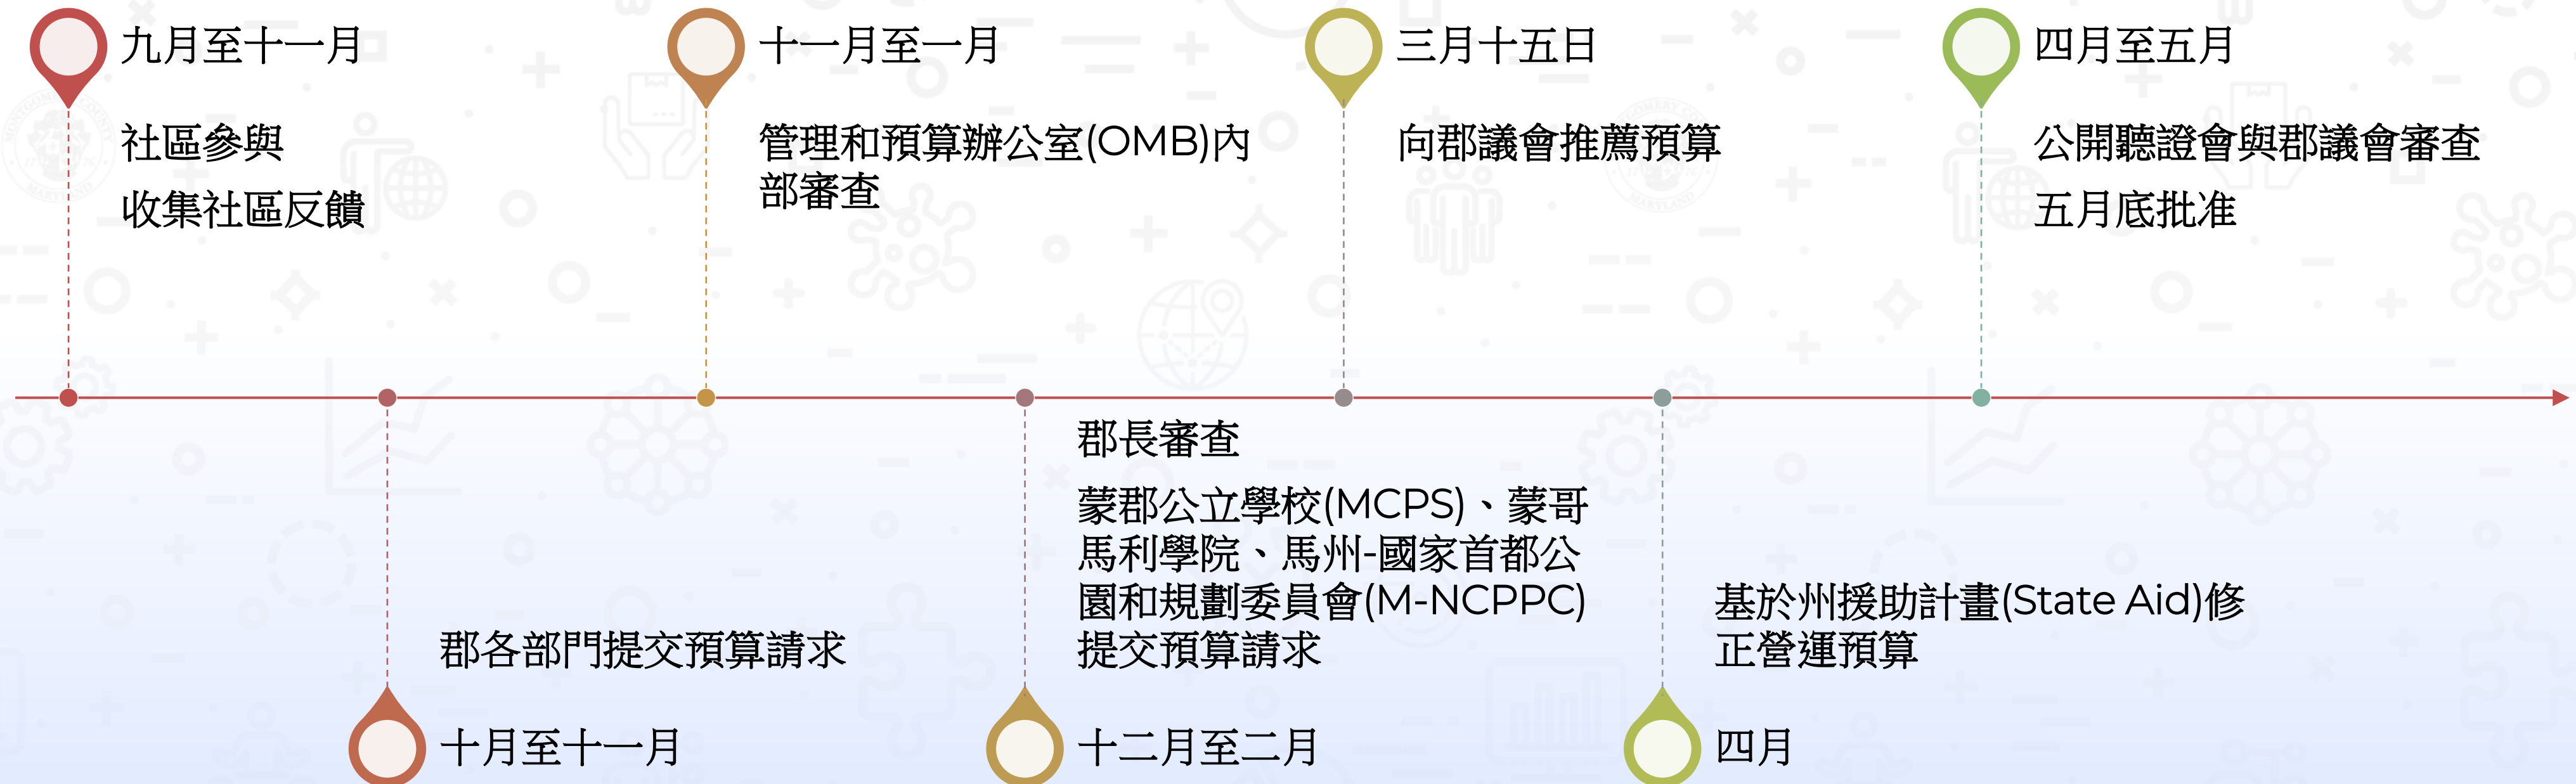 九月至十一月
社區參與
收集社區反饋
十一月至一月
管理和預算辦公室(OMB)內
部審查
三月十五日
向郡議會推薦預算
四月至五月
公開聽證會與郡議會審查
五月底批准
郡各部門提交預算請求
十月至十一月
郡長審查
蒙郡公立學校(MCPS)、蒙哥
馬利學院、馬州-國家首都公
園和規劃委員會(M-NCPPC)
提交預算請求
十二月至二月
基於州援助計畫(State Aid)修
正營運預算
四月